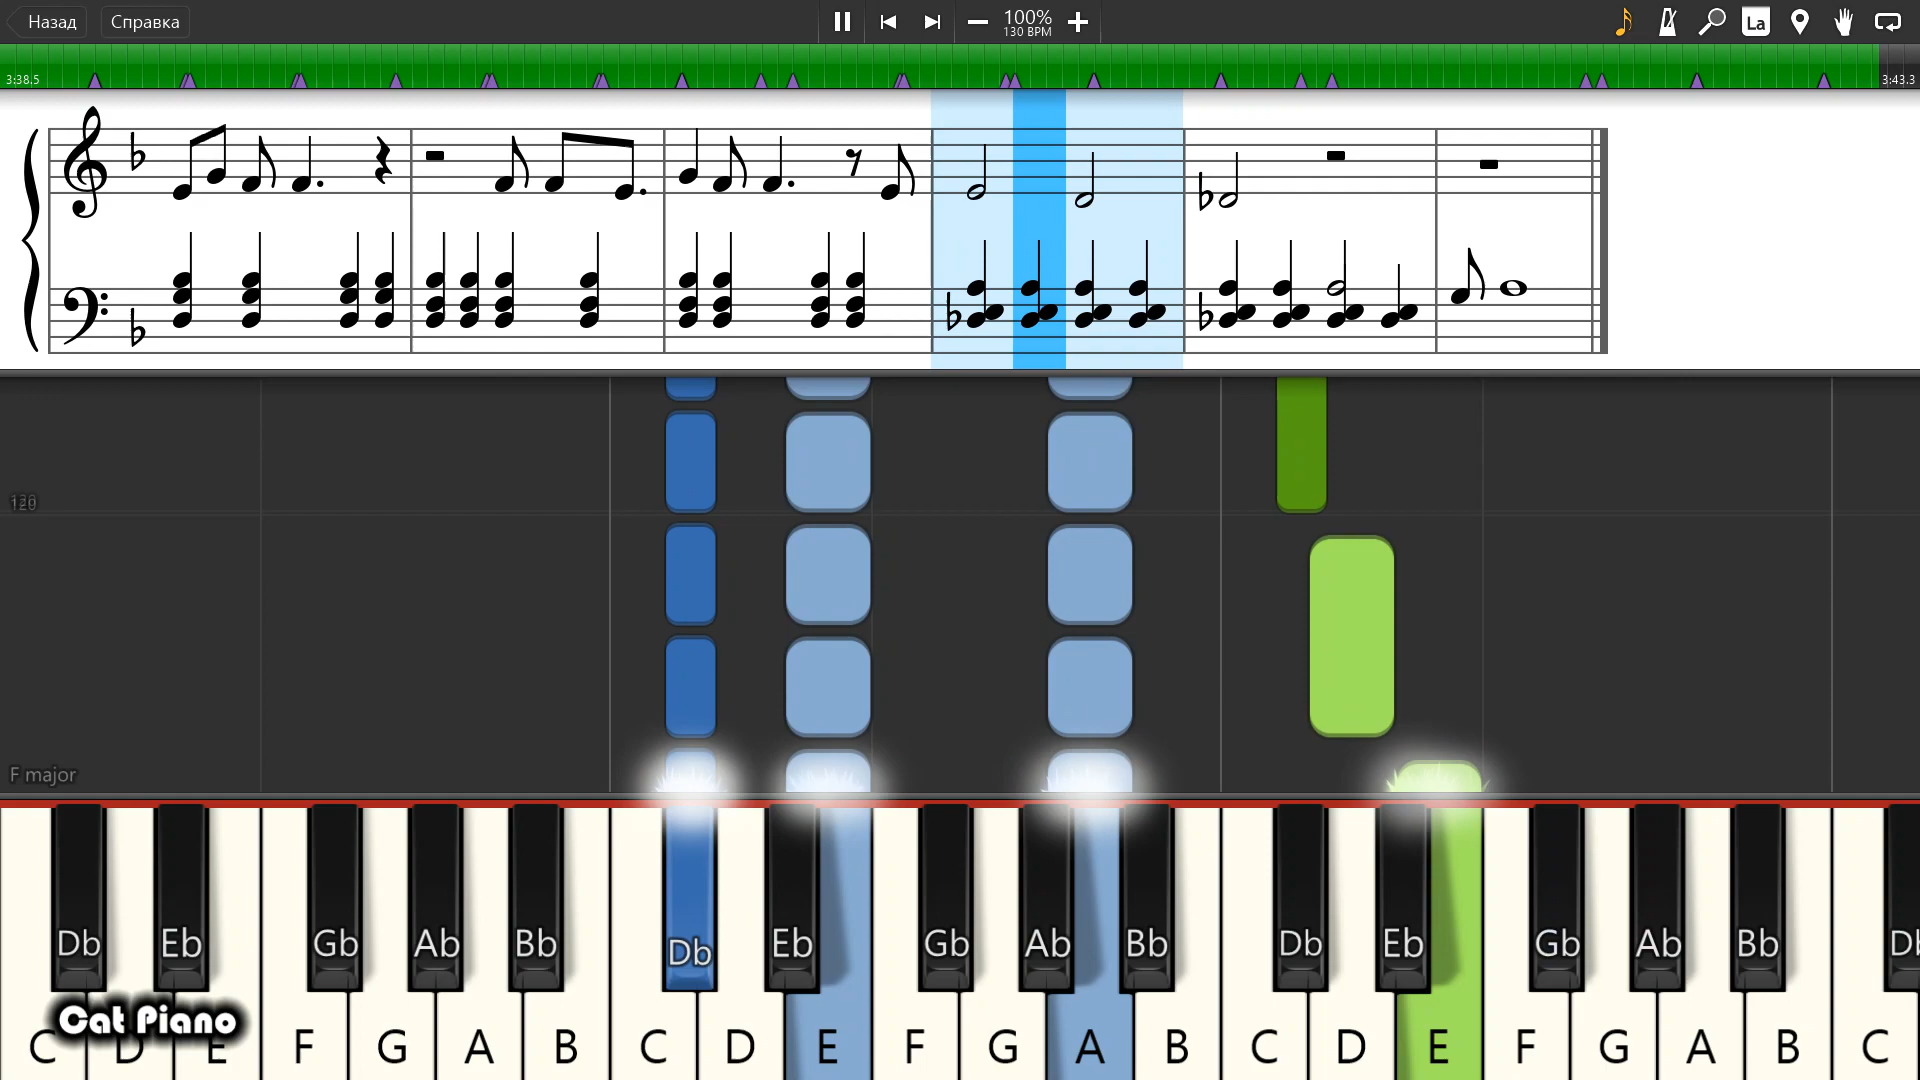 Назад Справка 100% La
130 BPM
3:38.5 3:43.3
F major
Db Eb Gb Ab Bb Db Eb Gb Ab Bb Db Eb Gb Ab Bb
Cat Piano
C D E F G A B C D E F G A B C D E F G A B C